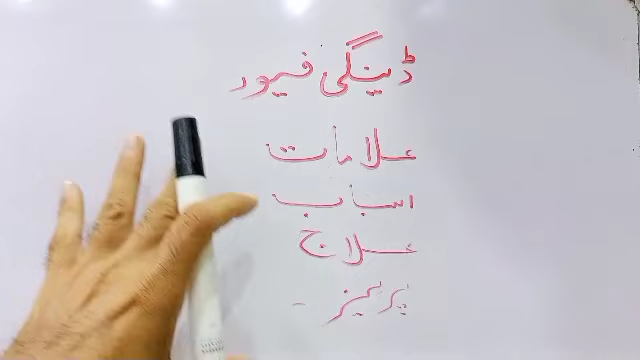 ڈینگی فیور
علامات
اسباب
علاج
پرہیز -